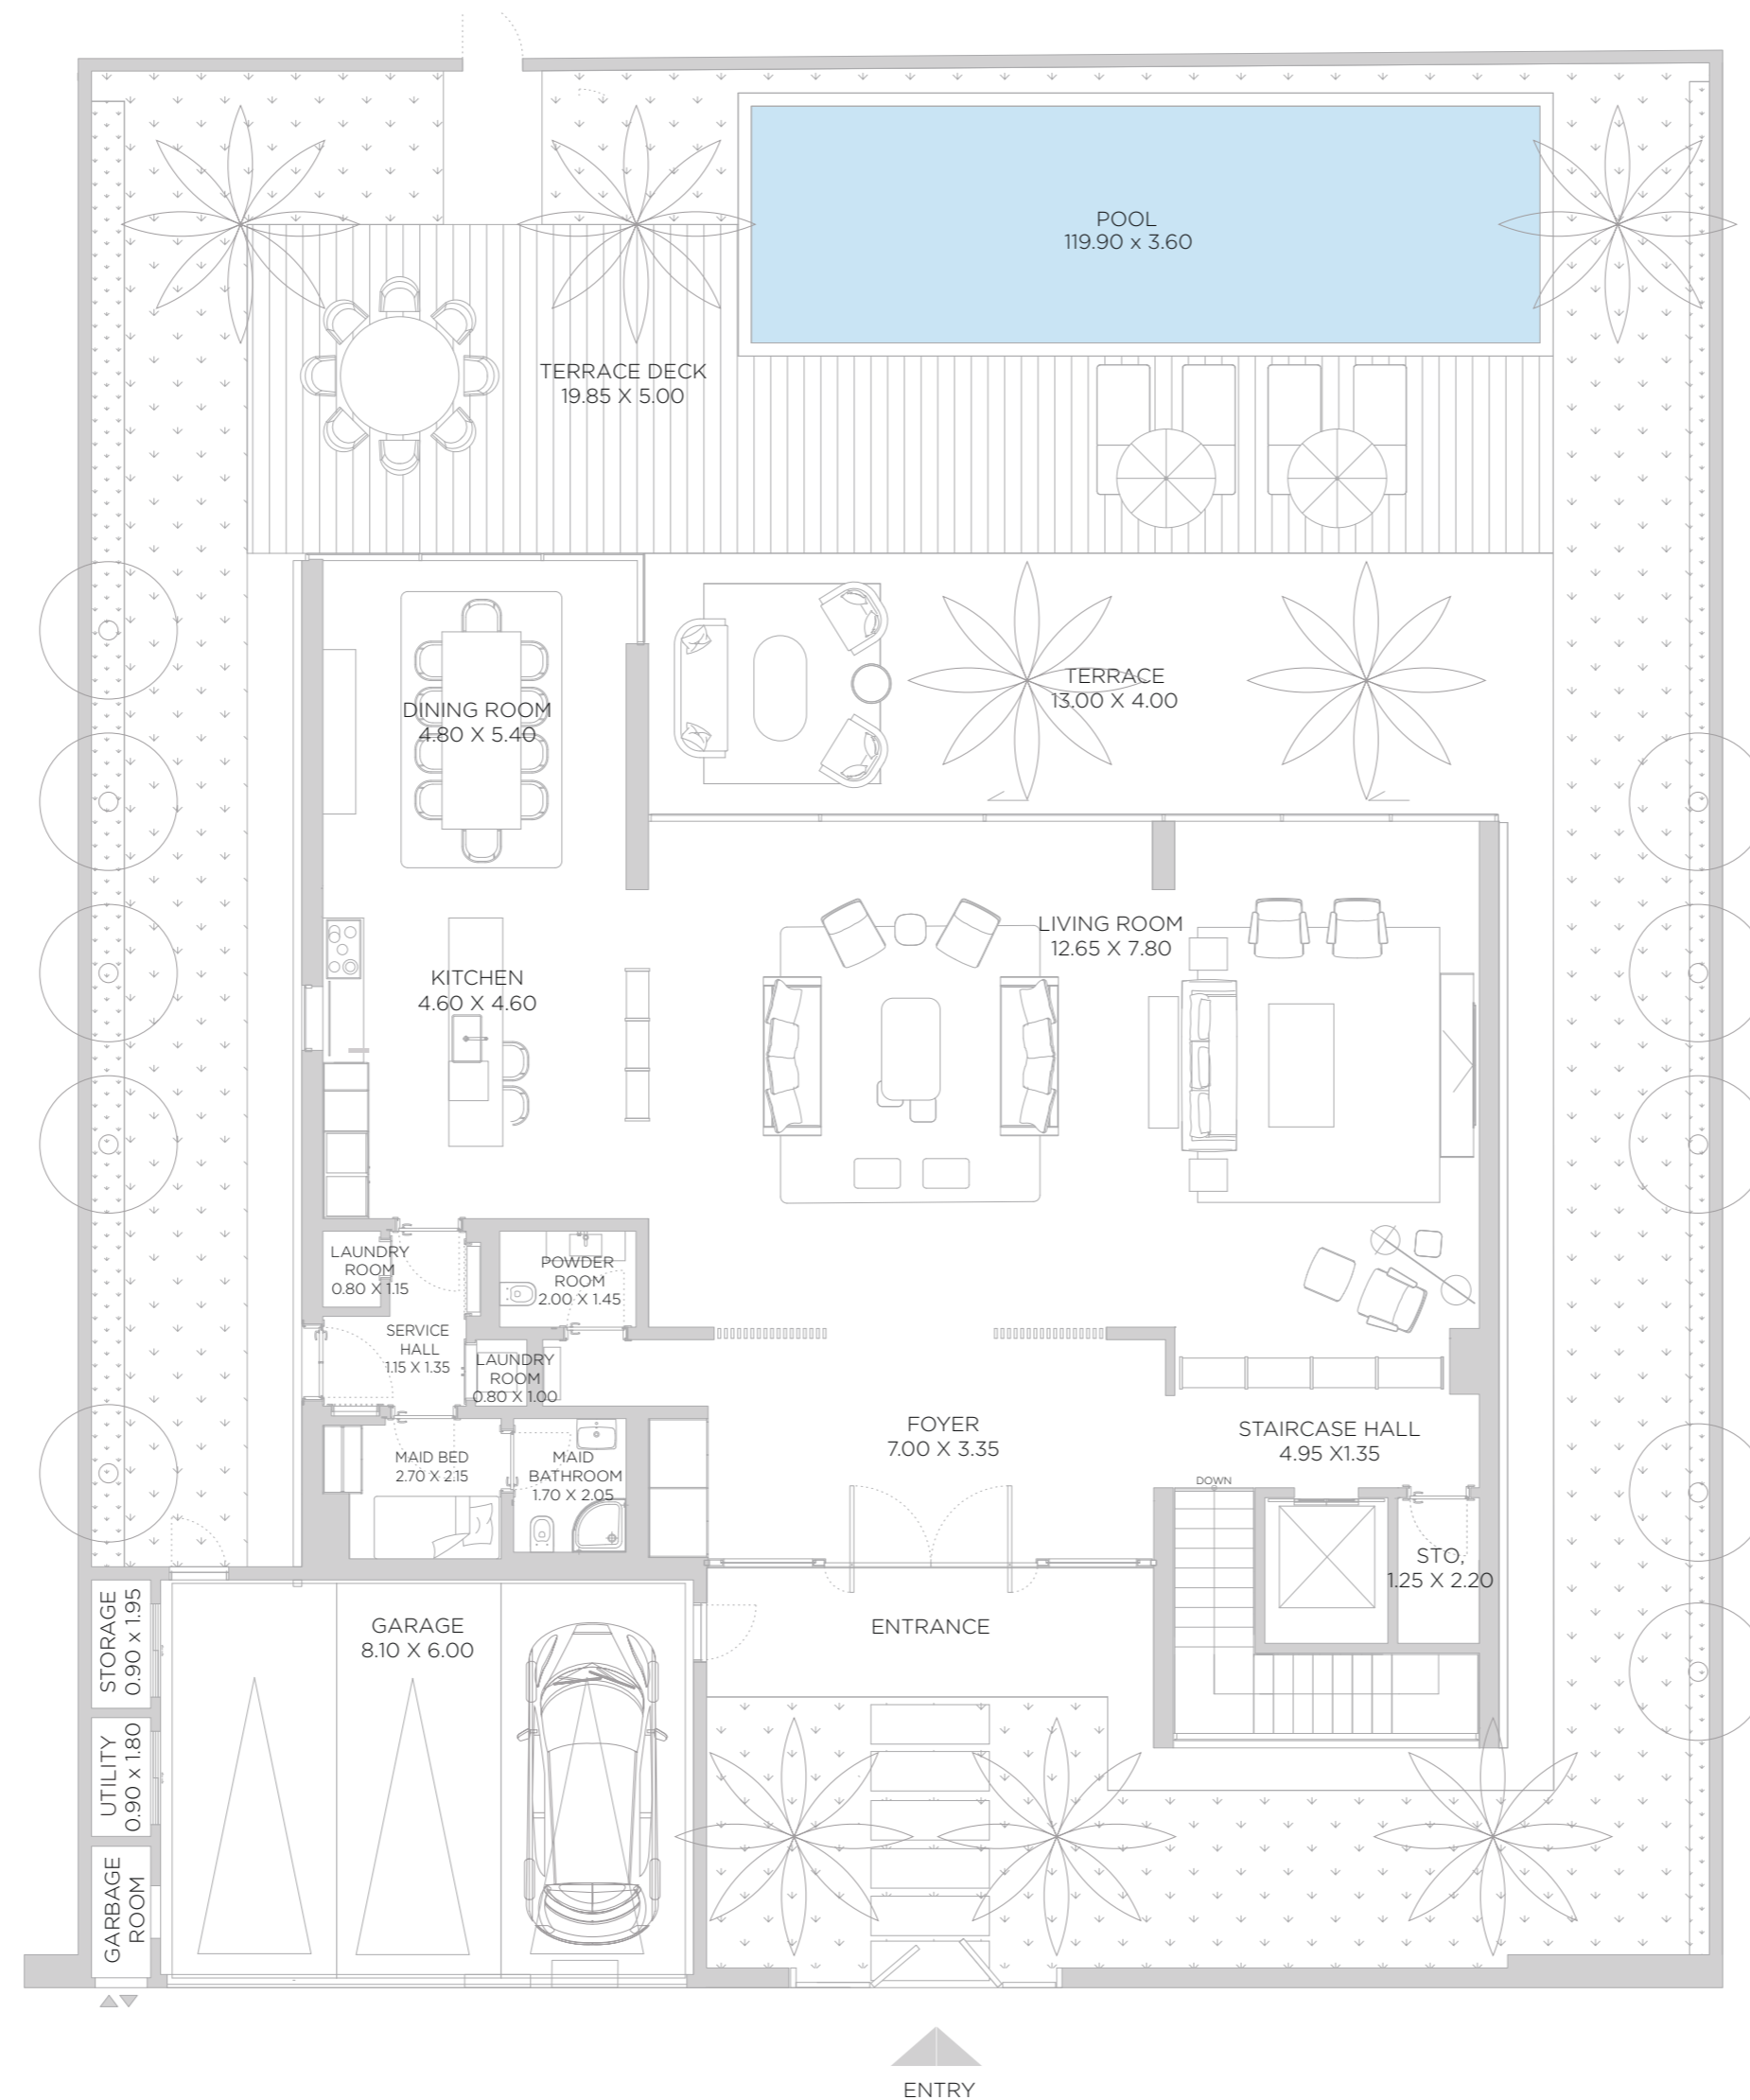 POOL
119.90 x 3.60
TERRACE DECK
19.85 X 5.00
TERRACE
13.00 X 4.00
DINING ROOM
4.80 X 5.40
LIVING ROOM
12.65 X 7.80
KITCHEN
4.60 X 4.60
LAUNDRY
ROOM
0.80 X 1.15
POWDER
ROOM
2.00 X 1.45
SERVICE
HALL
1.15 X 1.35
LAUNDRY
ROOM
0.80 X 1.00
FOYER
7.00 X 3.35
STAIRCASE HALL
4.95 X1.35
MAID BED
2.70 X 2.15
MAID
BATHROOM
1.70 X 2.05
DOWN
STO,
1.25 X 2.20
STORAGE
0.90 x 1.95
GARAGE
8.10 X 6.00
ENTRANCE
UTILITY
0.90 x 1.80
GARBAGE
ROOM
ENTRY